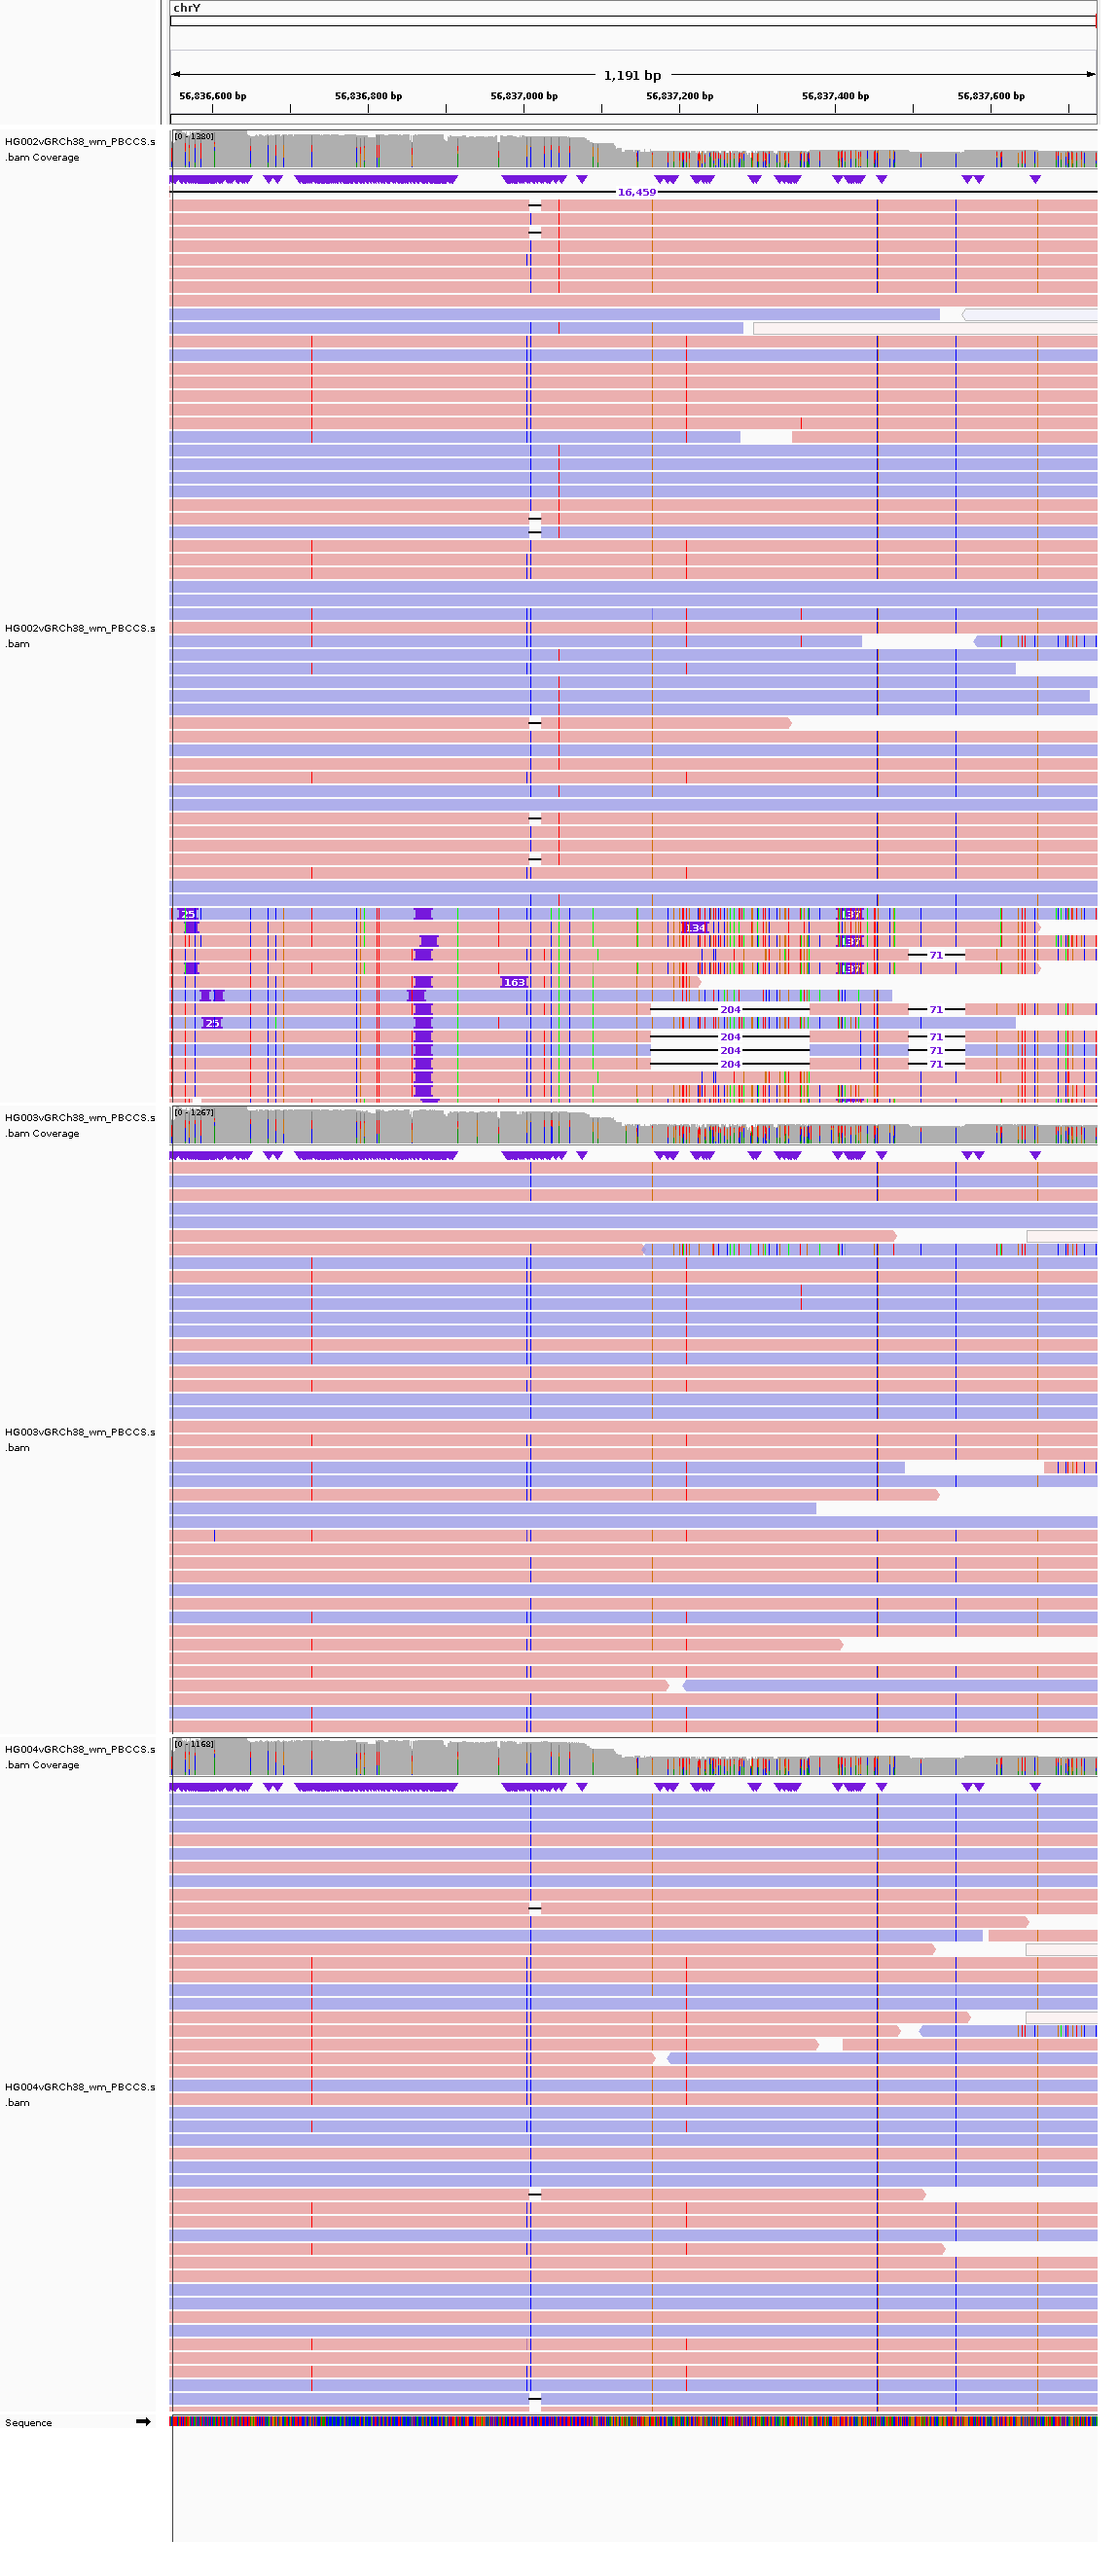 chrY
1,191 bp
56,836,600 bp 56,836,800 bp 56,837,000 bp 56,837,200 bp 56,837,400 bp 56,837,600 bp
HG002vGRCh38_wm_PBCCS.s
.bam Coverage
[0 - 1380]
16,459
HG002vGRCh38_wm_PBCCS.s
.bam
25 137
134
137
71
137
163
204 71
25
204 71
204 71
204 71
HG003vGRCh38_wm_PBCCS.s
.bam Coverage
[0 - 1267]
HG003vGRCh38_wm_PBCCS.s
.bam
HG004vGRCh38_wm_PBCCS.s
.bam Coverage
[0 - 1168]
HG004vGRCh38_wm_PBCCS.s
.bam
Sequence